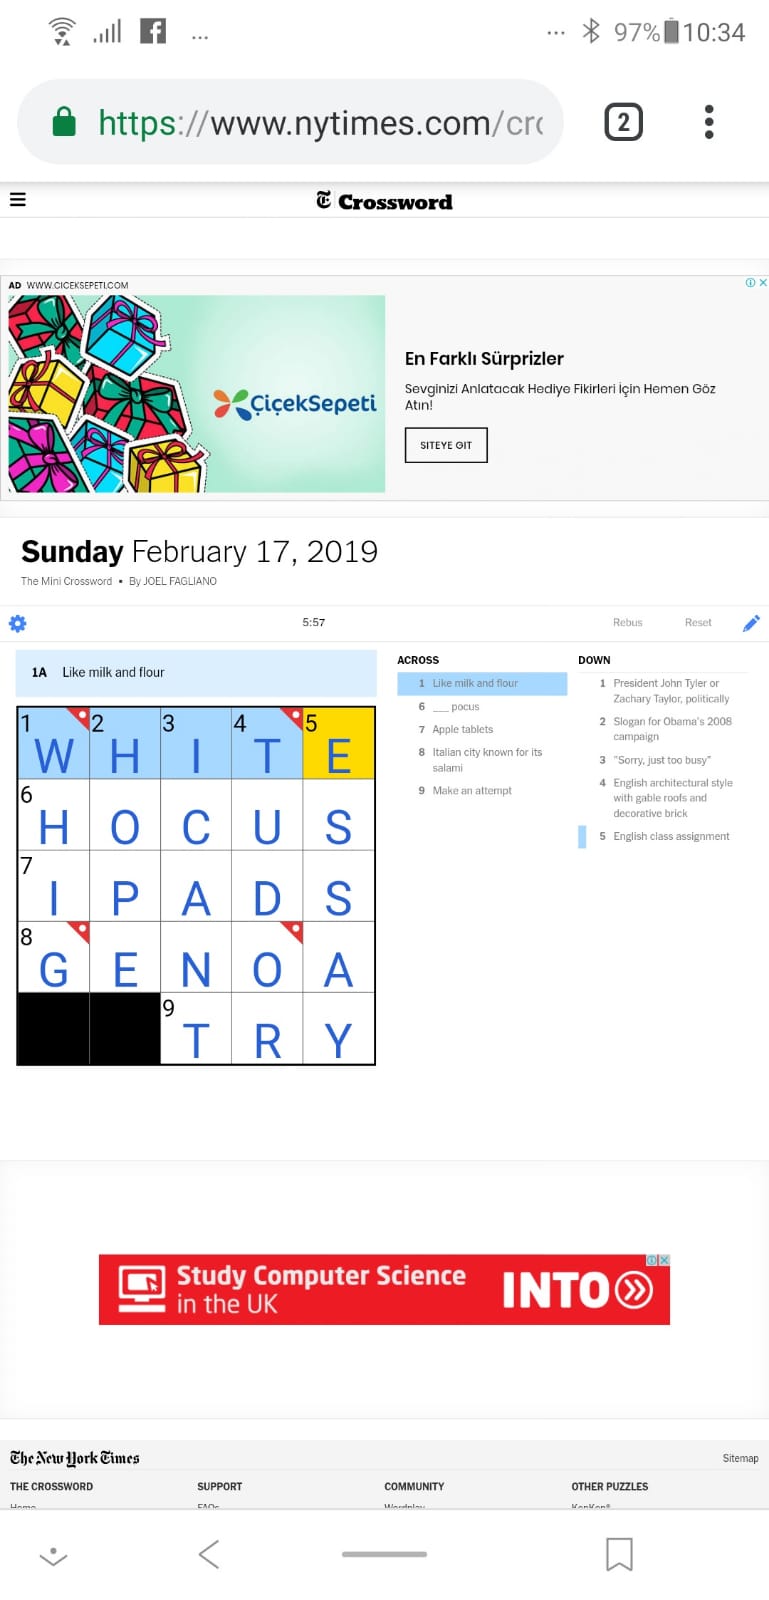 ... ... 97% 10:34
https://www.nytimes.com/cro 2
T Crossword
AD WWW.CICEKSEPETI.COM
ÇiçekSepeti
En Farklı Sürprizler
Sevginizi Anlatacak Hediye Fikirleri İçin Hemen Göz
Atın!
SITEYE GIT
Sunday February 17, 2019
The Mini Crossword • By JOEL FAGLIANO
5:57 Rebus Reset
1A Like milk and flour
1 W 2 H 3 I 4 T 5 E
6 H O C U S
7 I P A D S
8 G E N O A
9 T R Y
ACROSS
1 Like milk and flour
6 ___ pocus
7 Apple tablets
8 Italian city known for its
salami
9 Make an attempt
DOWN
1 President John Tyler or
Zachary Taylor, politically
2 Slogan for Obama's 2008
campaign
3 "Sorry, just too busy"
4 English architectural style
with gable roofs and
decorative brick
5 English class assignment
Study Computer Science
in the UK
INTO
The New York Times Sitemap
THE CROSSWORD SUPPORT COMMUNITY OTHER PUZZLES
Home FAQs Wordplay KenKen®